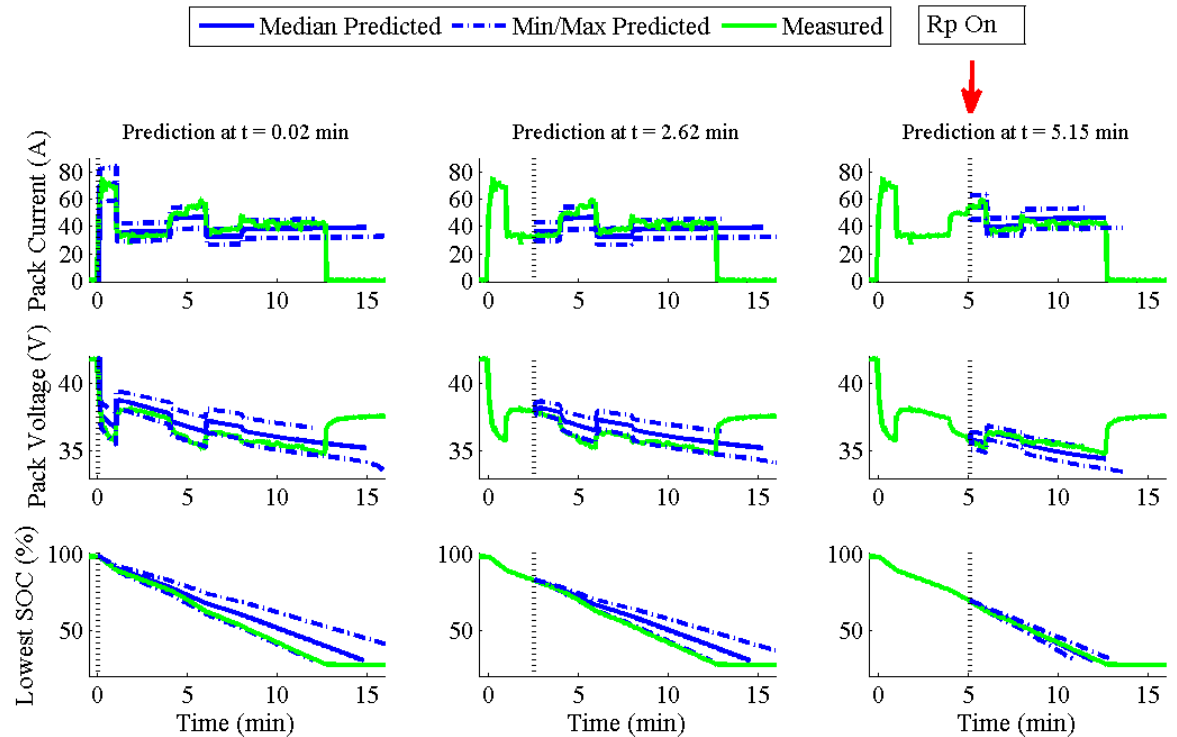 Median Predicted Min/Max Predicted Measured
Rp On
Prediction at t = 0.02 min Prediction at t = 2.62 min Prediction at t = 5.15 min
Pack Current (A)
80 80 80
60 60 60
40 40 40
20 20 20
0 0 0
0 5 10 15 0 5 10 15 0 5 10 15
Pack Voltage (V)
40 40 40
35 35 35
0 5 10 15 0 5 10 15 0 5 10 15
Lowest SOC (%)
100 100 100
50 50 50
0 5 10 15 0 5 10 15 0 5 10 15
Time (min) Time (min) Time (min)